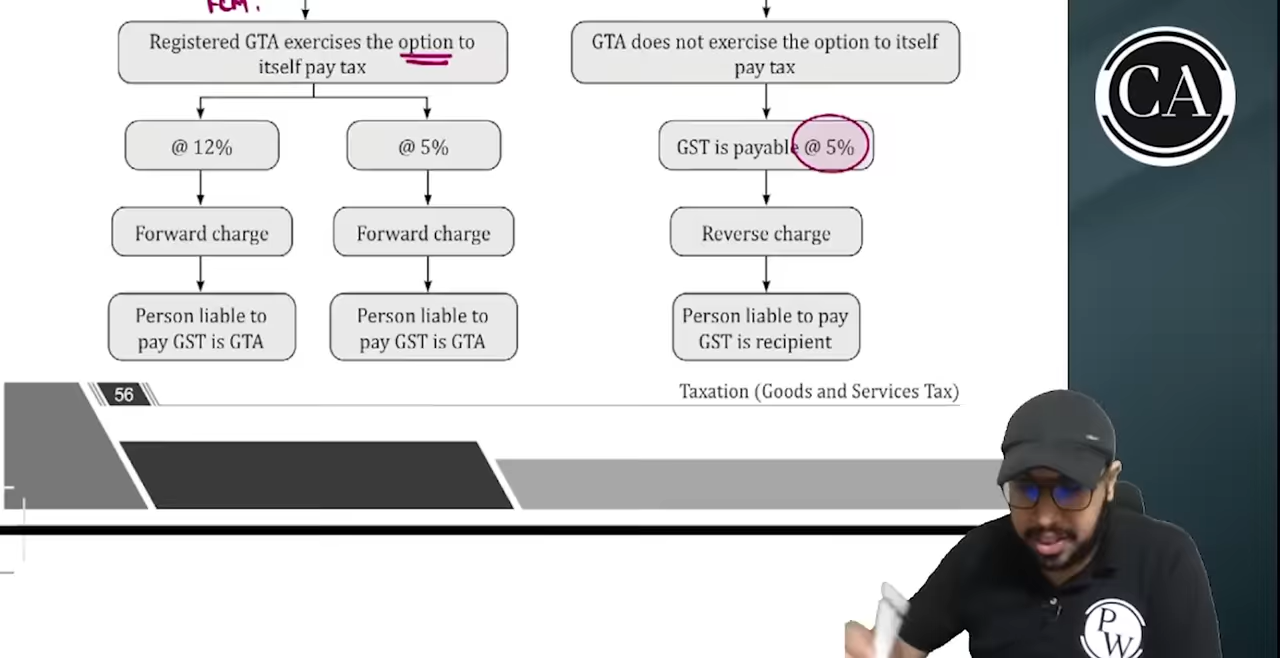 FCM.
Registered GTA exercises the option to
itself pay tax
GTA does not exercise the option to itself
pay tax
@ 12%
@ 5%
GST is payable @ 5%
Forward charge
Forward charge
Reverse charge
Person liable to
pay GST is GTA
Person liable to
pay GST is GTA
Person liable to pay
GST is recipient
56
Taxation (Goods and Services Tax)
CA
P
W